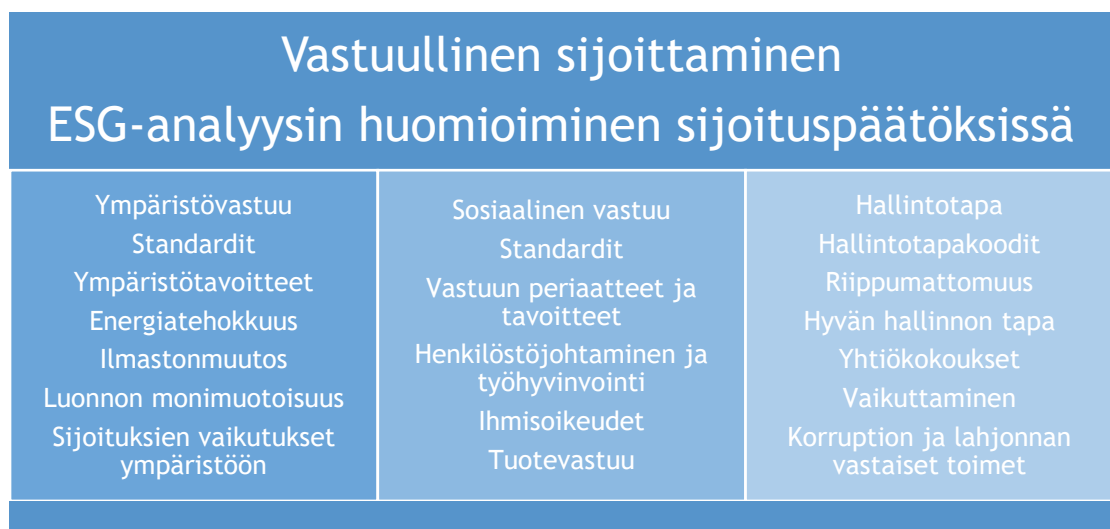 Vastuullinen sijoittaminen
ESG-analyysin huomioiminen sijoituspäätöksissä
Ympäristövastuu
Standardit
Ympäristötavoitteet
Energiatehokkuus
Ilmastonmuutos
Luonnon monimuotoisuus
Sijoituksien vaikutukset
ympäristöön
Sosiaalinen vastuu
Standardit
Vastuun periaatteet ja
tavoitteet
Henkilöstöjohtaminen ja
työhyvinvointi
Ihmisoikeudet
Tuotevastuu
Hallintotapa
Hallintotapakoodit
Riippumattomuus
Hyvän hallinnon tapa
Yhtiökokoukset
Vaikuttaminen
Korruption ja lahjonnan
vastaiset toimet